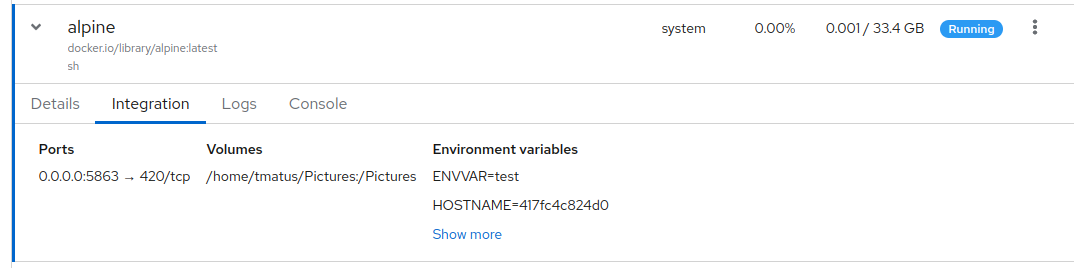 alpine system 0.00% 0.001 / 33.4 GB Running
docker.io/library/alpine:latest
sh
Details Integration Logs Console
Ports Volumes Environment variables
0.0.0.0:5863 → 420/tcp /home/tmatus/Pictures:/Pictures ENVVAR=test
HOSTNAME=417fc4c824d0
Show more